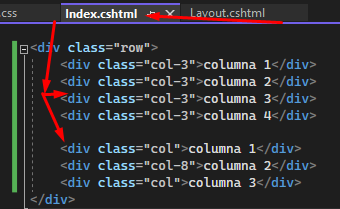 .css Index.cshtml Layout.cshtml
<div class="row">
<div class="col-3">columna 1</div>
<div class="col-3">columna 2</div>
<div class="col-3">columna 3</div>
<div class="col-3">columna 4</div>
<div class="col">columna 1</div>
<div class="col-8">columna 2</div>
<div class="col">columna 3</div>
</div>